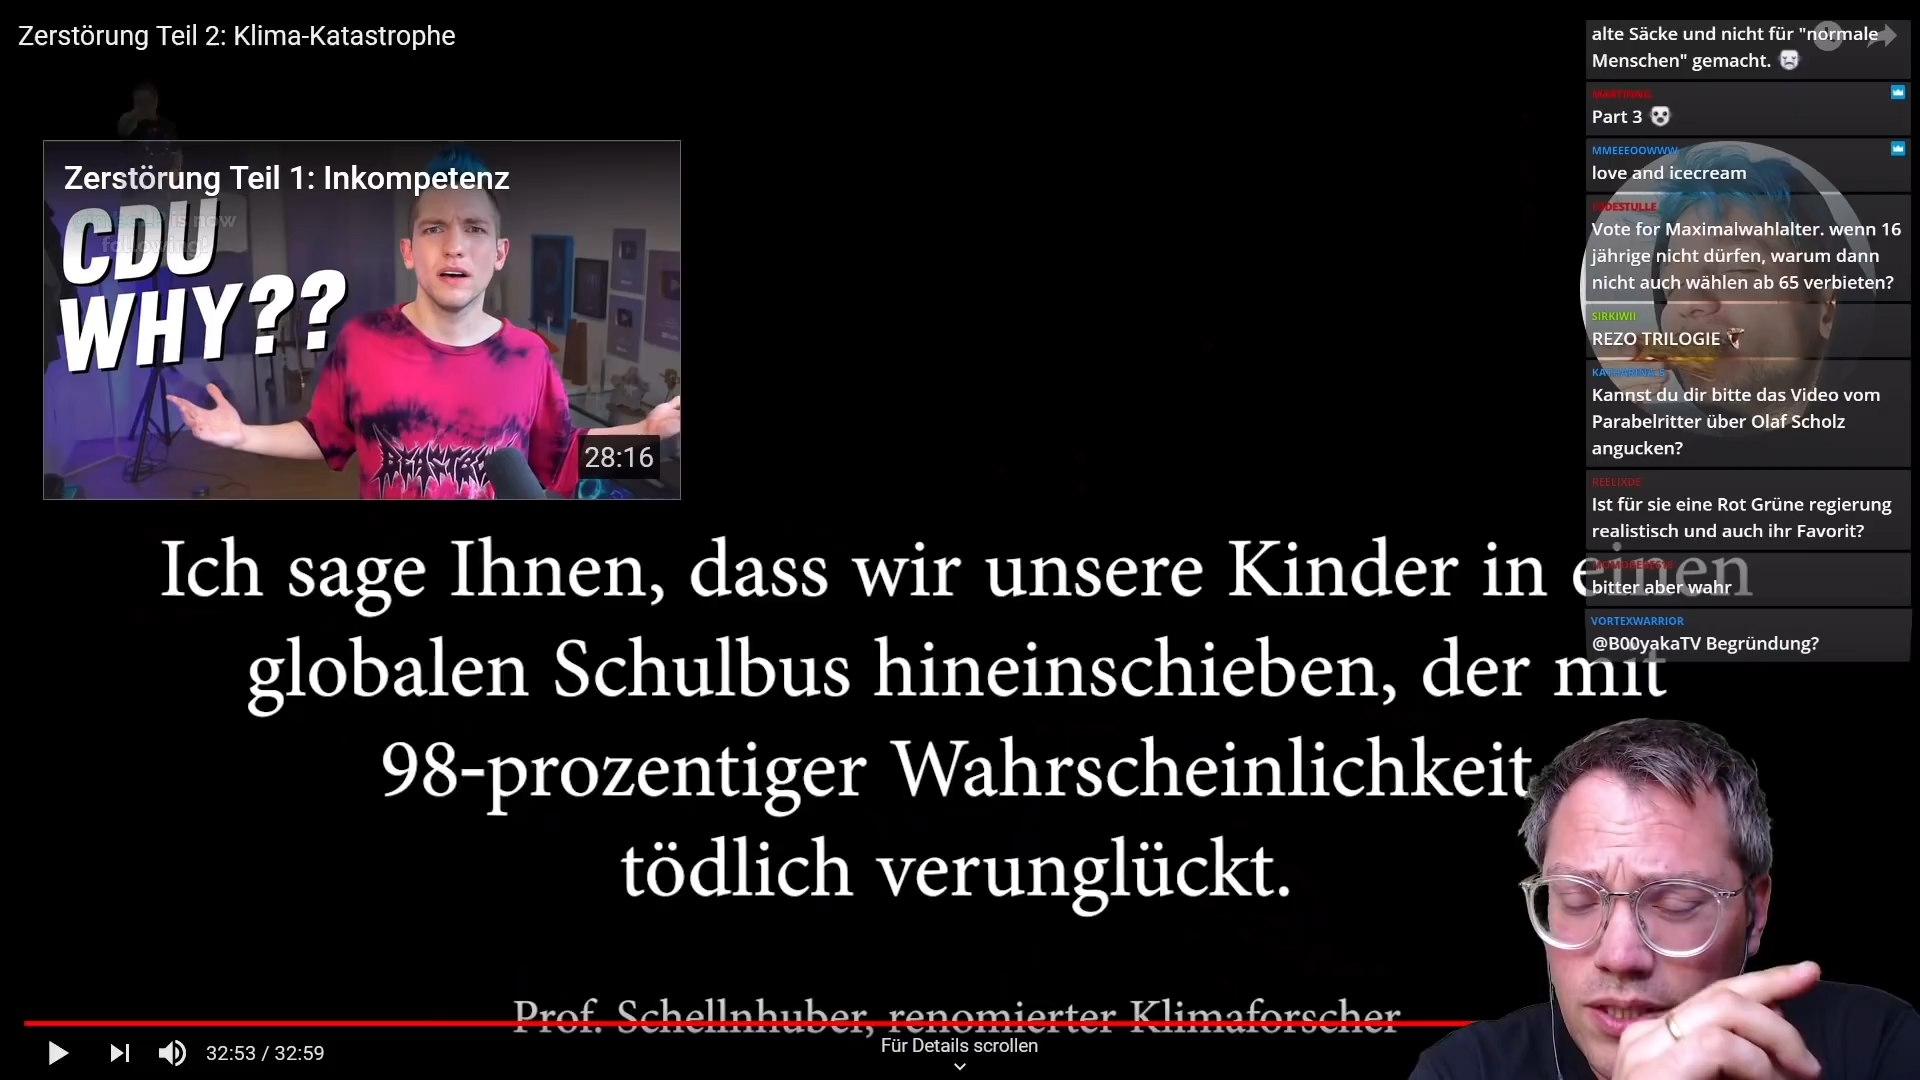 Zerstörung Teil 2: Klima-Katastrophe
Zerstörung Teil 1: Inkompetenz
is now
following!
CDU
WHY??
28:16
Ich sage Ihnen, dass wir unsere Kinder in einen
globalen Schulbus hineinschieben, der mit
98-prozentiger Wahrscheinlichkeit
tödlich verunglückt.
Prof. Schellnhuber, renomierter Klimaforscher
Für Details scrollen
32:53 / 32:59
alte Säcke und nicht für "normale
Menschen" gemacht.
Part 3
MMEEEOOWWW
love and icecream
Vote for Maximalwahlalter. wenn 16
jährige nicht dürfen, warum dann
nicht auch wählen ab 65 verbieten?
SIRKIWII
REZO TRILOGIE
Kannst du dir bitte das Video vom
Parabelritter über Olaf Scholz
angucken?
REELIXDE
Ist für sie eine Rot Grüne regierung
realistisch und auch ihr Favorit?
bitter aber wahr
VORTEXWARRIOR
@B00yakaTV Begründung?